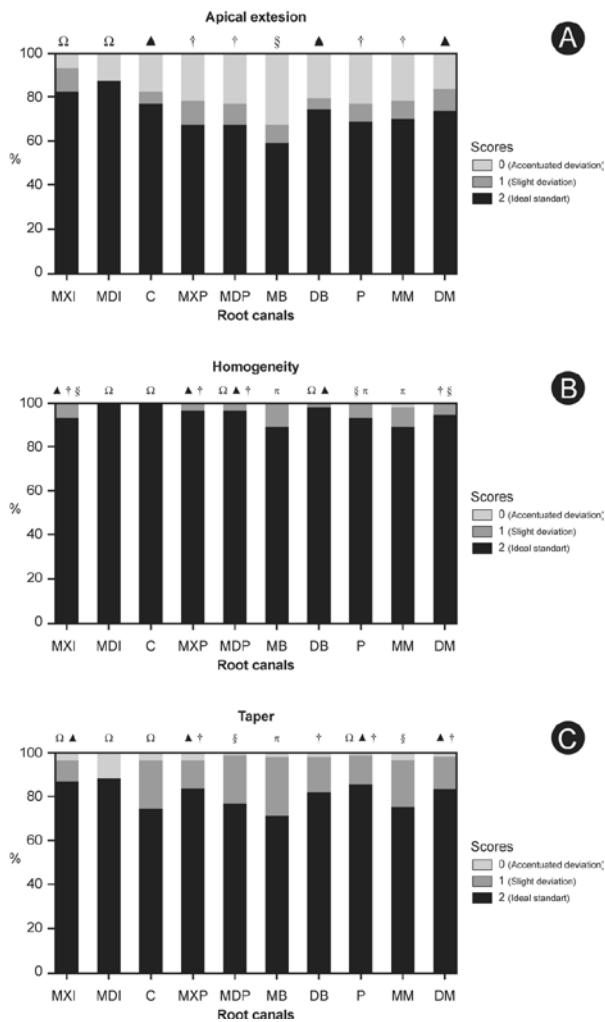 Apical extesion
A
Ω Ω ▲ † † § ▲ † † ▲
100
80
60
%
40
20
0
MXI MDI C MXP MDP MB DB P MM DM
Root canals
Scores
0 (Accentuated deviation)
1 (Slight deviation)
2 (Ideal standart)
Homogeneity
B
▲ † § Ω Ω ▲ † Ω ▲ † π Ω ▲ § π π † §
100
80
60
%
40
20
0
MXI MDI C MXP MDP MB DB P MM DM
Root canals
Scores
0 (Accentuated deviation)
1 (Slight deviation)
2 (Ideal standart)
Taper
C
Ω ▲ Ω Ω ▲ † § π † Ω ▲ † § ▲ †
100
80
60
%
40
20
0
MXI MDI C MXP MDP MB DB P MM DM
Root canals
Scores
0 (Accentuated deviation)
1 (Slight deviation)
2 (Ideal standart)